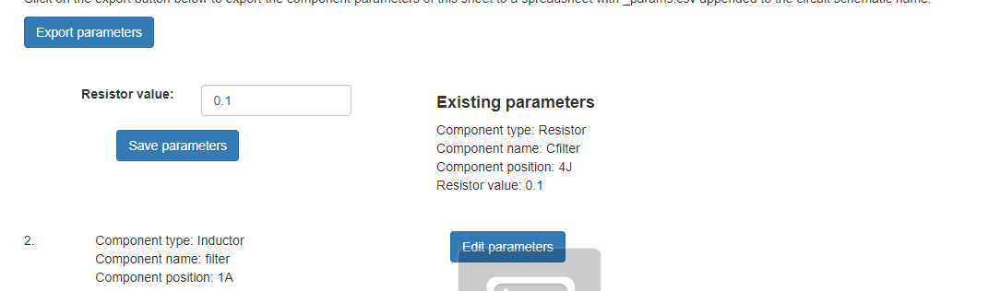 Click on the export button below to export the component parameters of this sheet to a spreadsheet with _params.csv appended to the circuit schematic name.
Export parameters
Resistor value:
0.1
Save parameters
Existing parameters
Component type: Resistor
Component name: Cfilter
Component position: 4J
Resistor value: 0.1
2.
Component type: Inductor
Component name: filter
Component position: 1A
Edit parameters